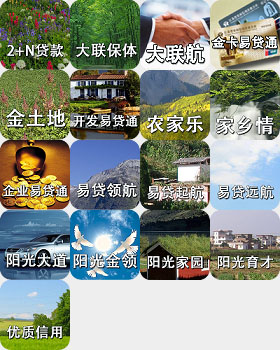 2+N贷款
大联保体
大联航
金卡易贷通
金土地
开发易贷通
农家乐
家乡情
企业易贷通
易贷领航
易贷起航
易贷远航
阳光大道
阳光金领
阳光家园
阳光育才
优质信用